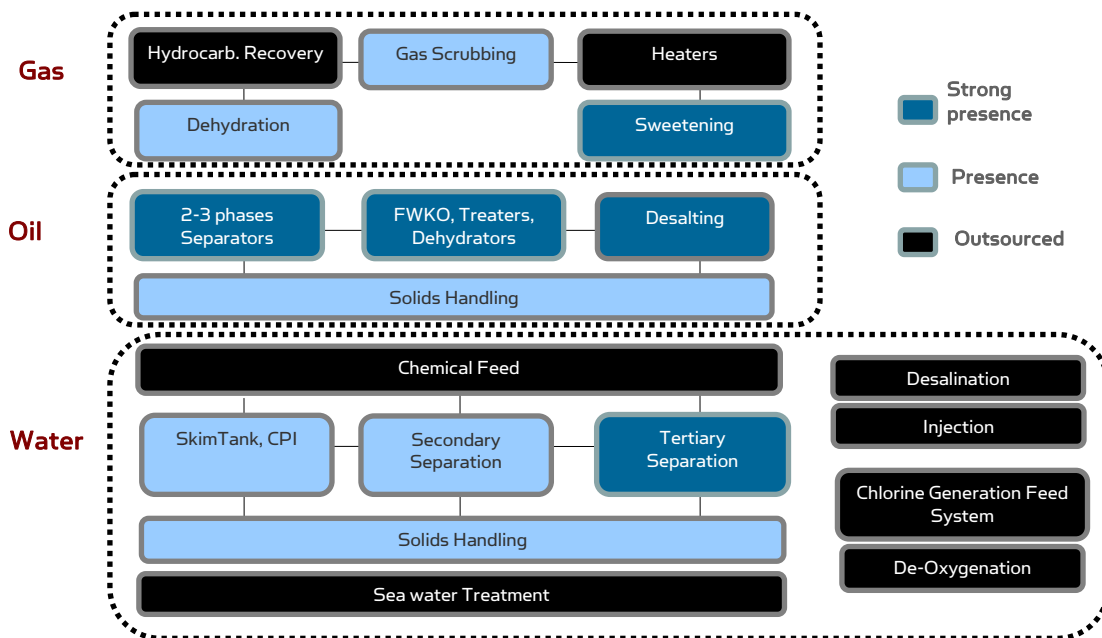 Gas
Hydrocarb. Recovery
Gas Scrubbing
Heaters
Dehydration
Sweetening
Strong
presence
Presence
Outsourced
Oil
2-3 phases
Separators
FWKO, Treaters,
Dehydrators
Desalting
Solids Handling
Water
Chemical Feed
SkimTank, CPI
Secondary
Separation
Tertiary
Separation
Solids Handling
Sea water Treatment
Desalination
Injection
Chlorine Generation Feed
System
De-Oxygenation